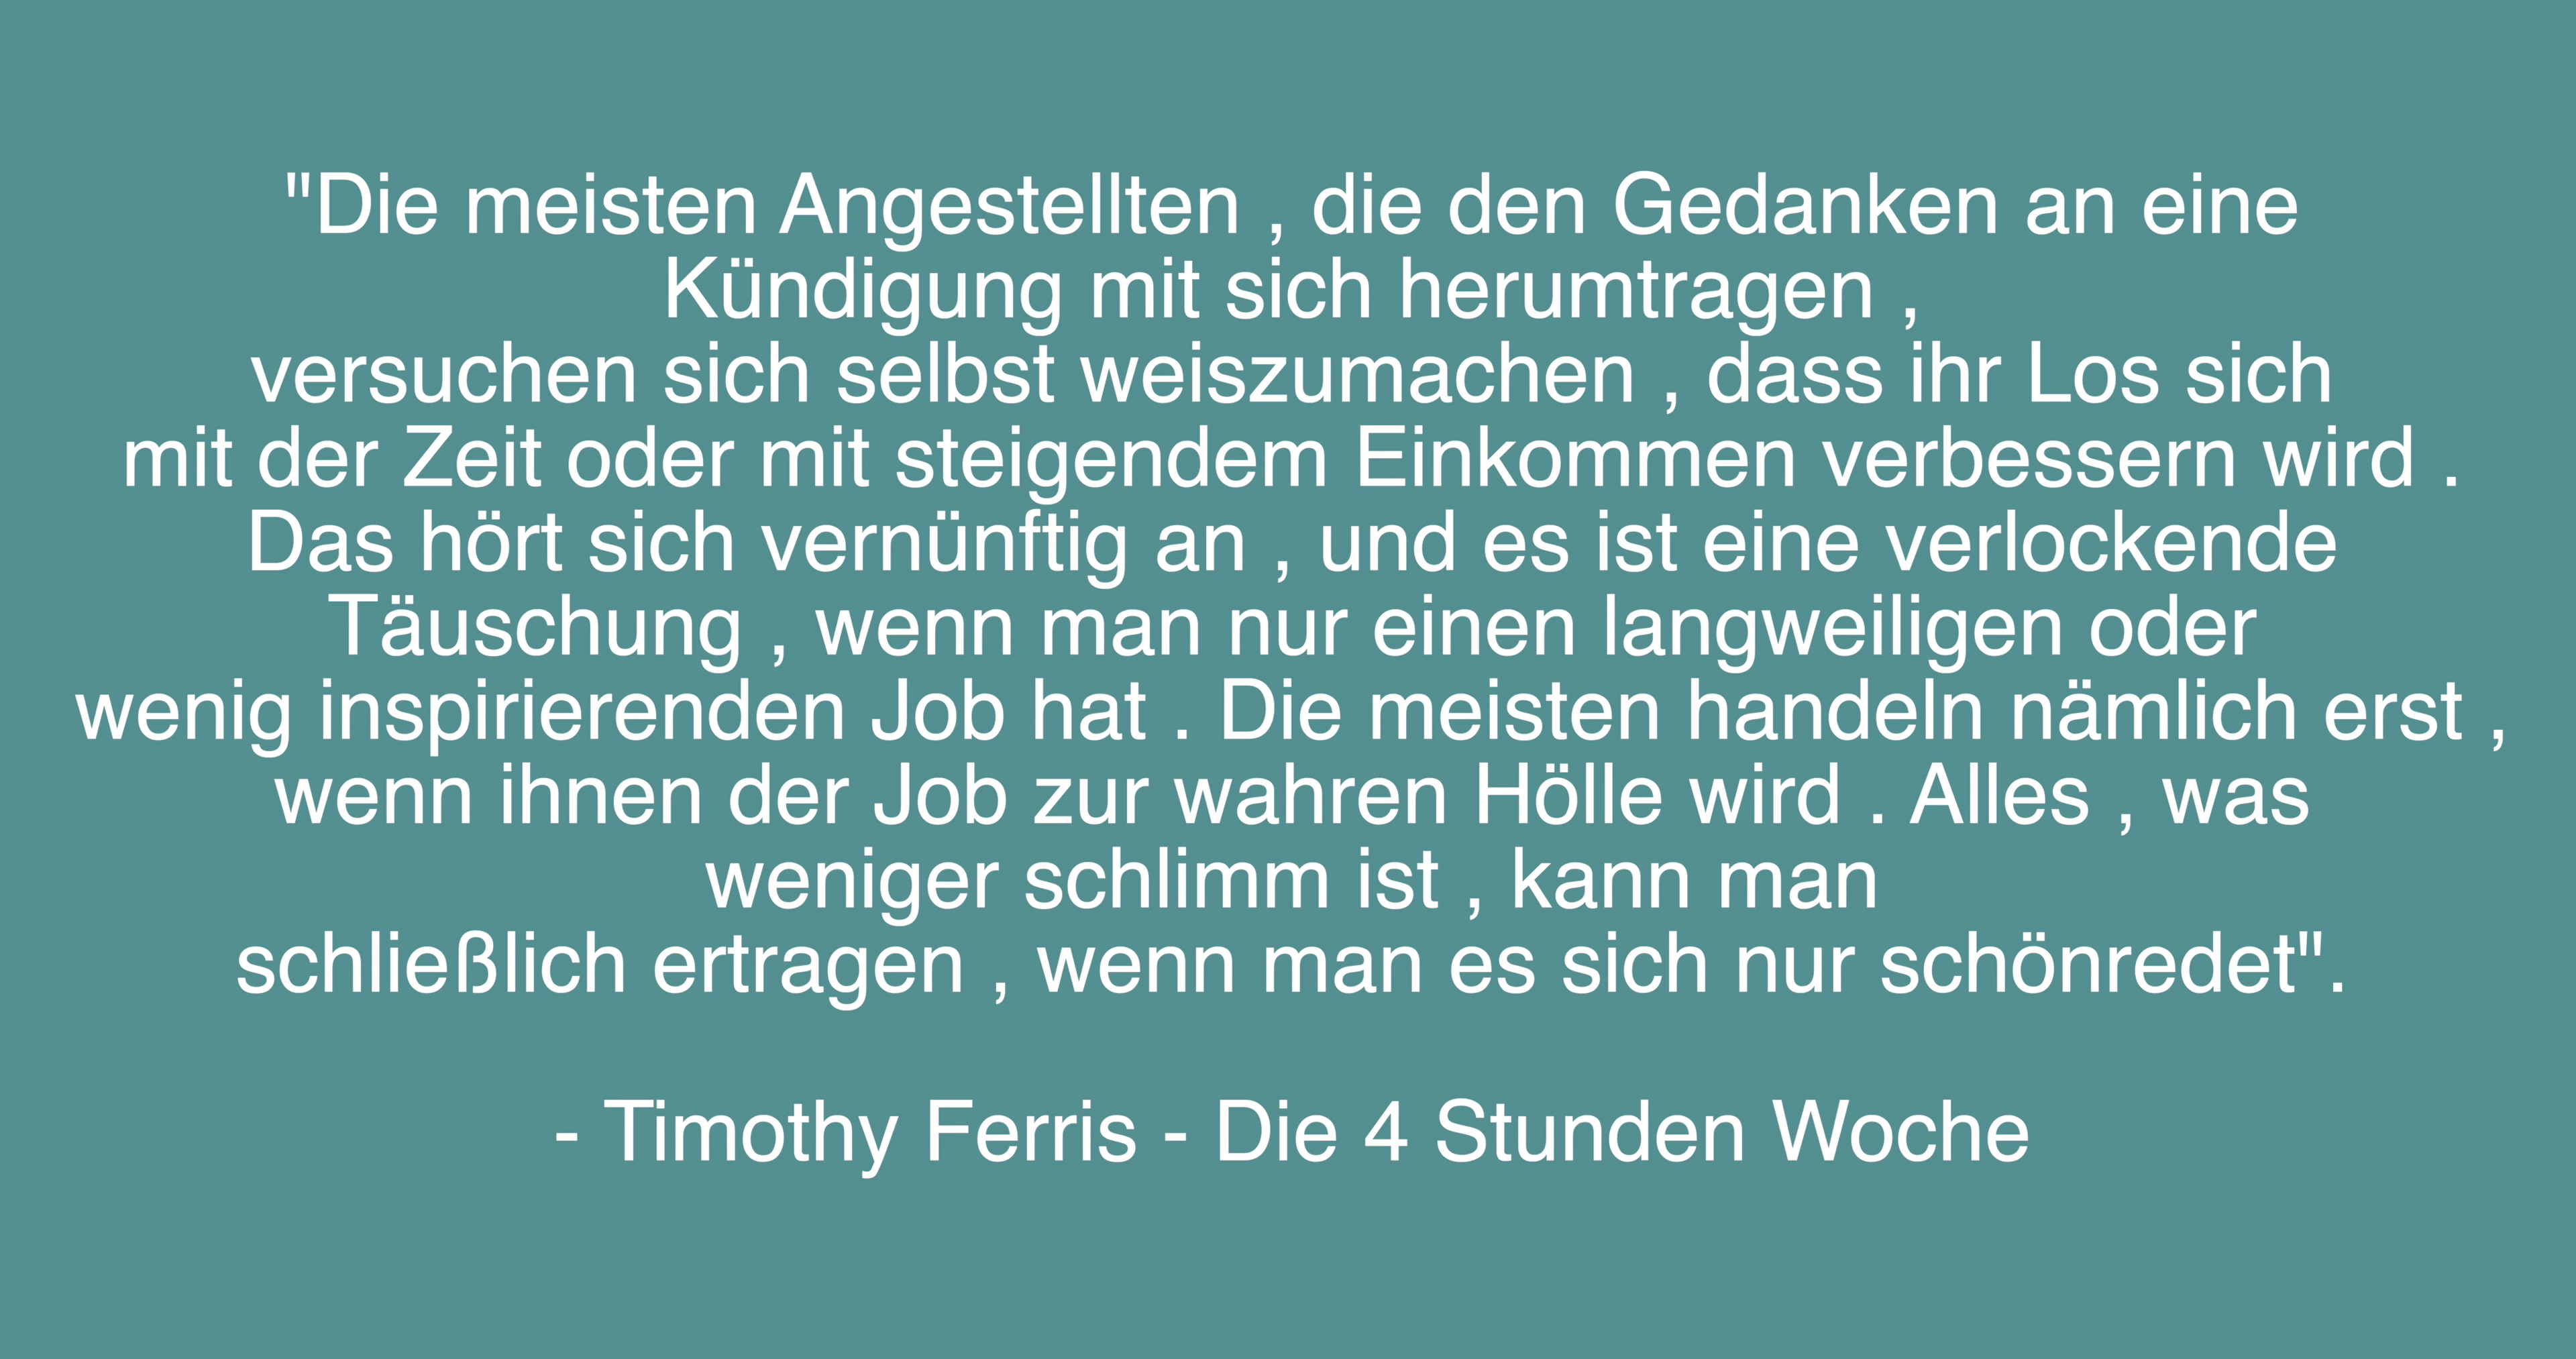 "Die meisten Angestellten , die den Gedanken an eine
Kündigung mit sich herumtragen ,
versuchen sich selbst weiszumachen , dass ihr Los sich
mit der Zeit oder mit steigendem Einkommen verbessern wird .
Das hört sich vernünftig an , und es ist eine verlockende
Täuschung , wenn man nur einen langweiligen oder
wenig inspirierenden Job hat . Die meisten handeln nämlich erst ,
wenn ihnen der Job zur wahren Hölle wird . Alles , was
weniger schlimm ist , kann man
schließlich ertragen , wenn man es sich nur schönredet".
- Timothy Ferris - Die 4 Stunden Woche